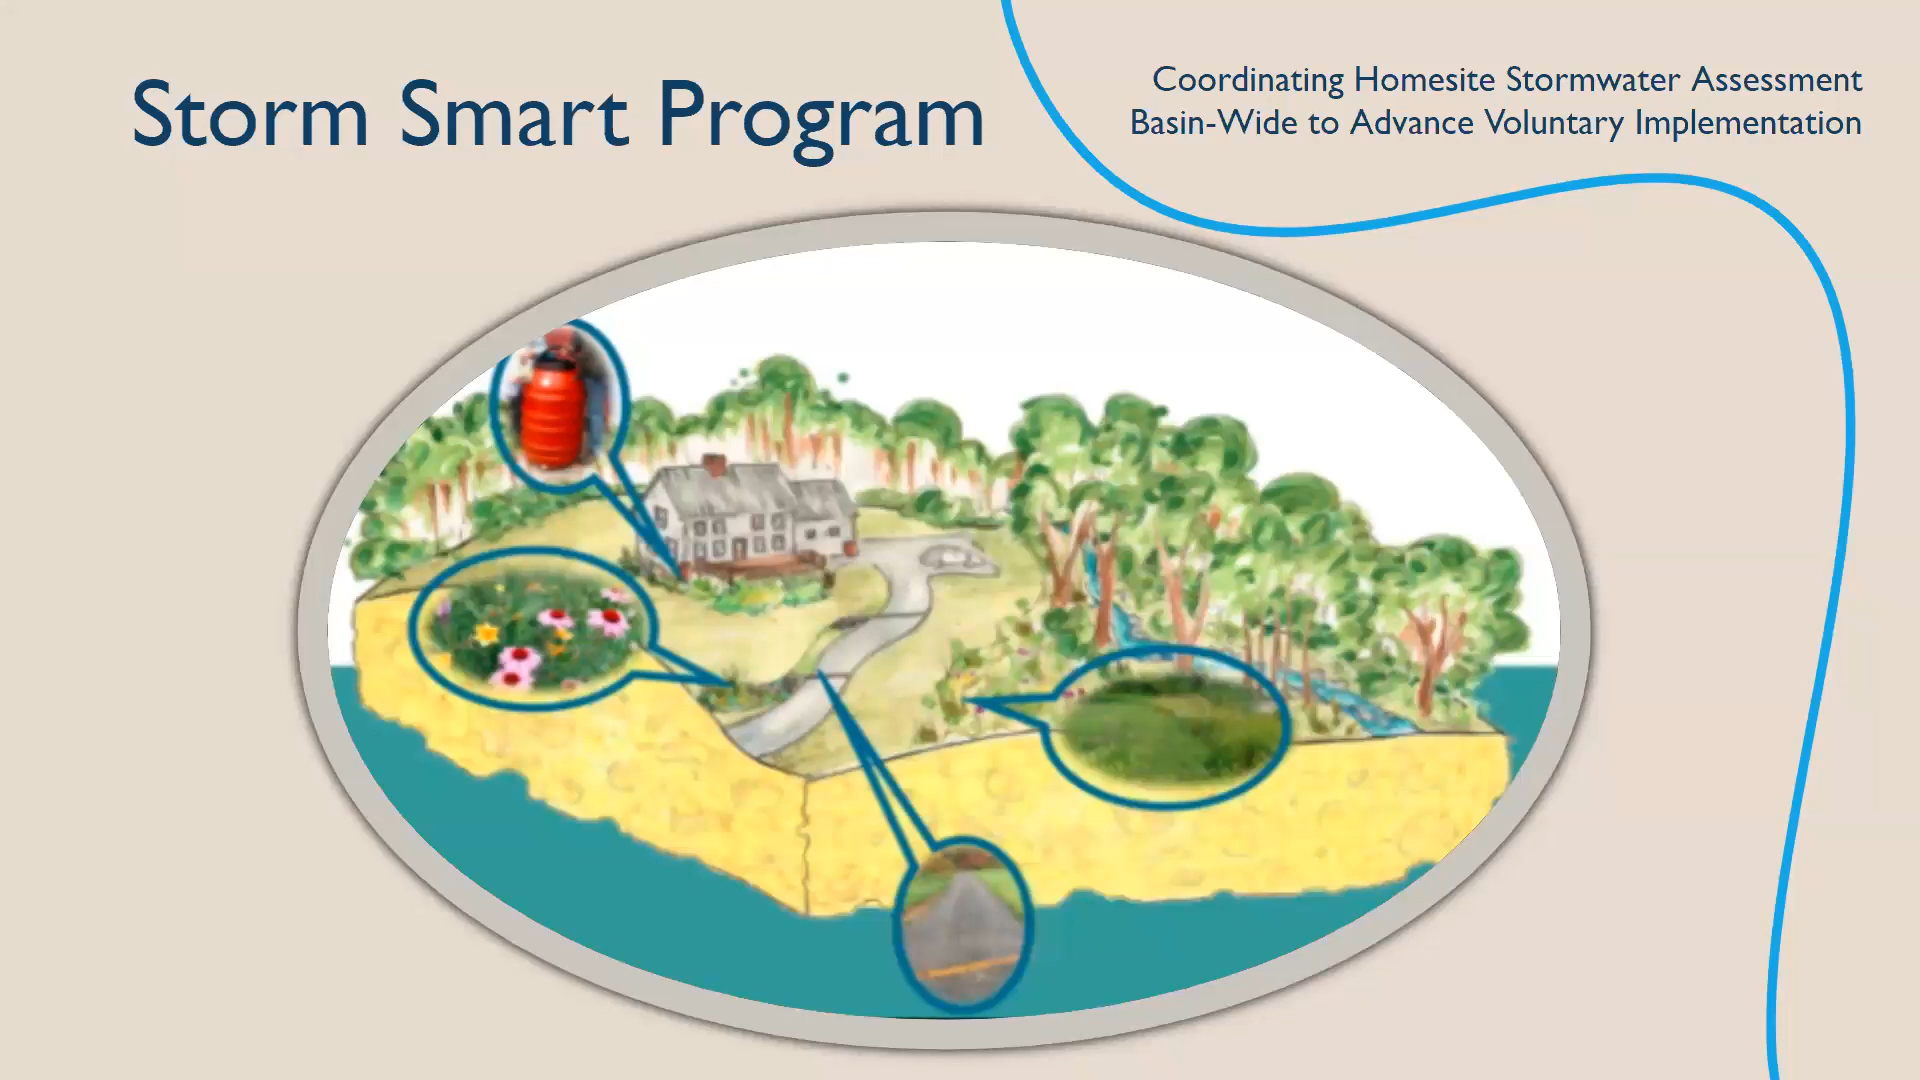 Storm Smart Program
Coordinating Homesite Stormwater Assessment
Basin-Wide to Advance Voluntary Implementation